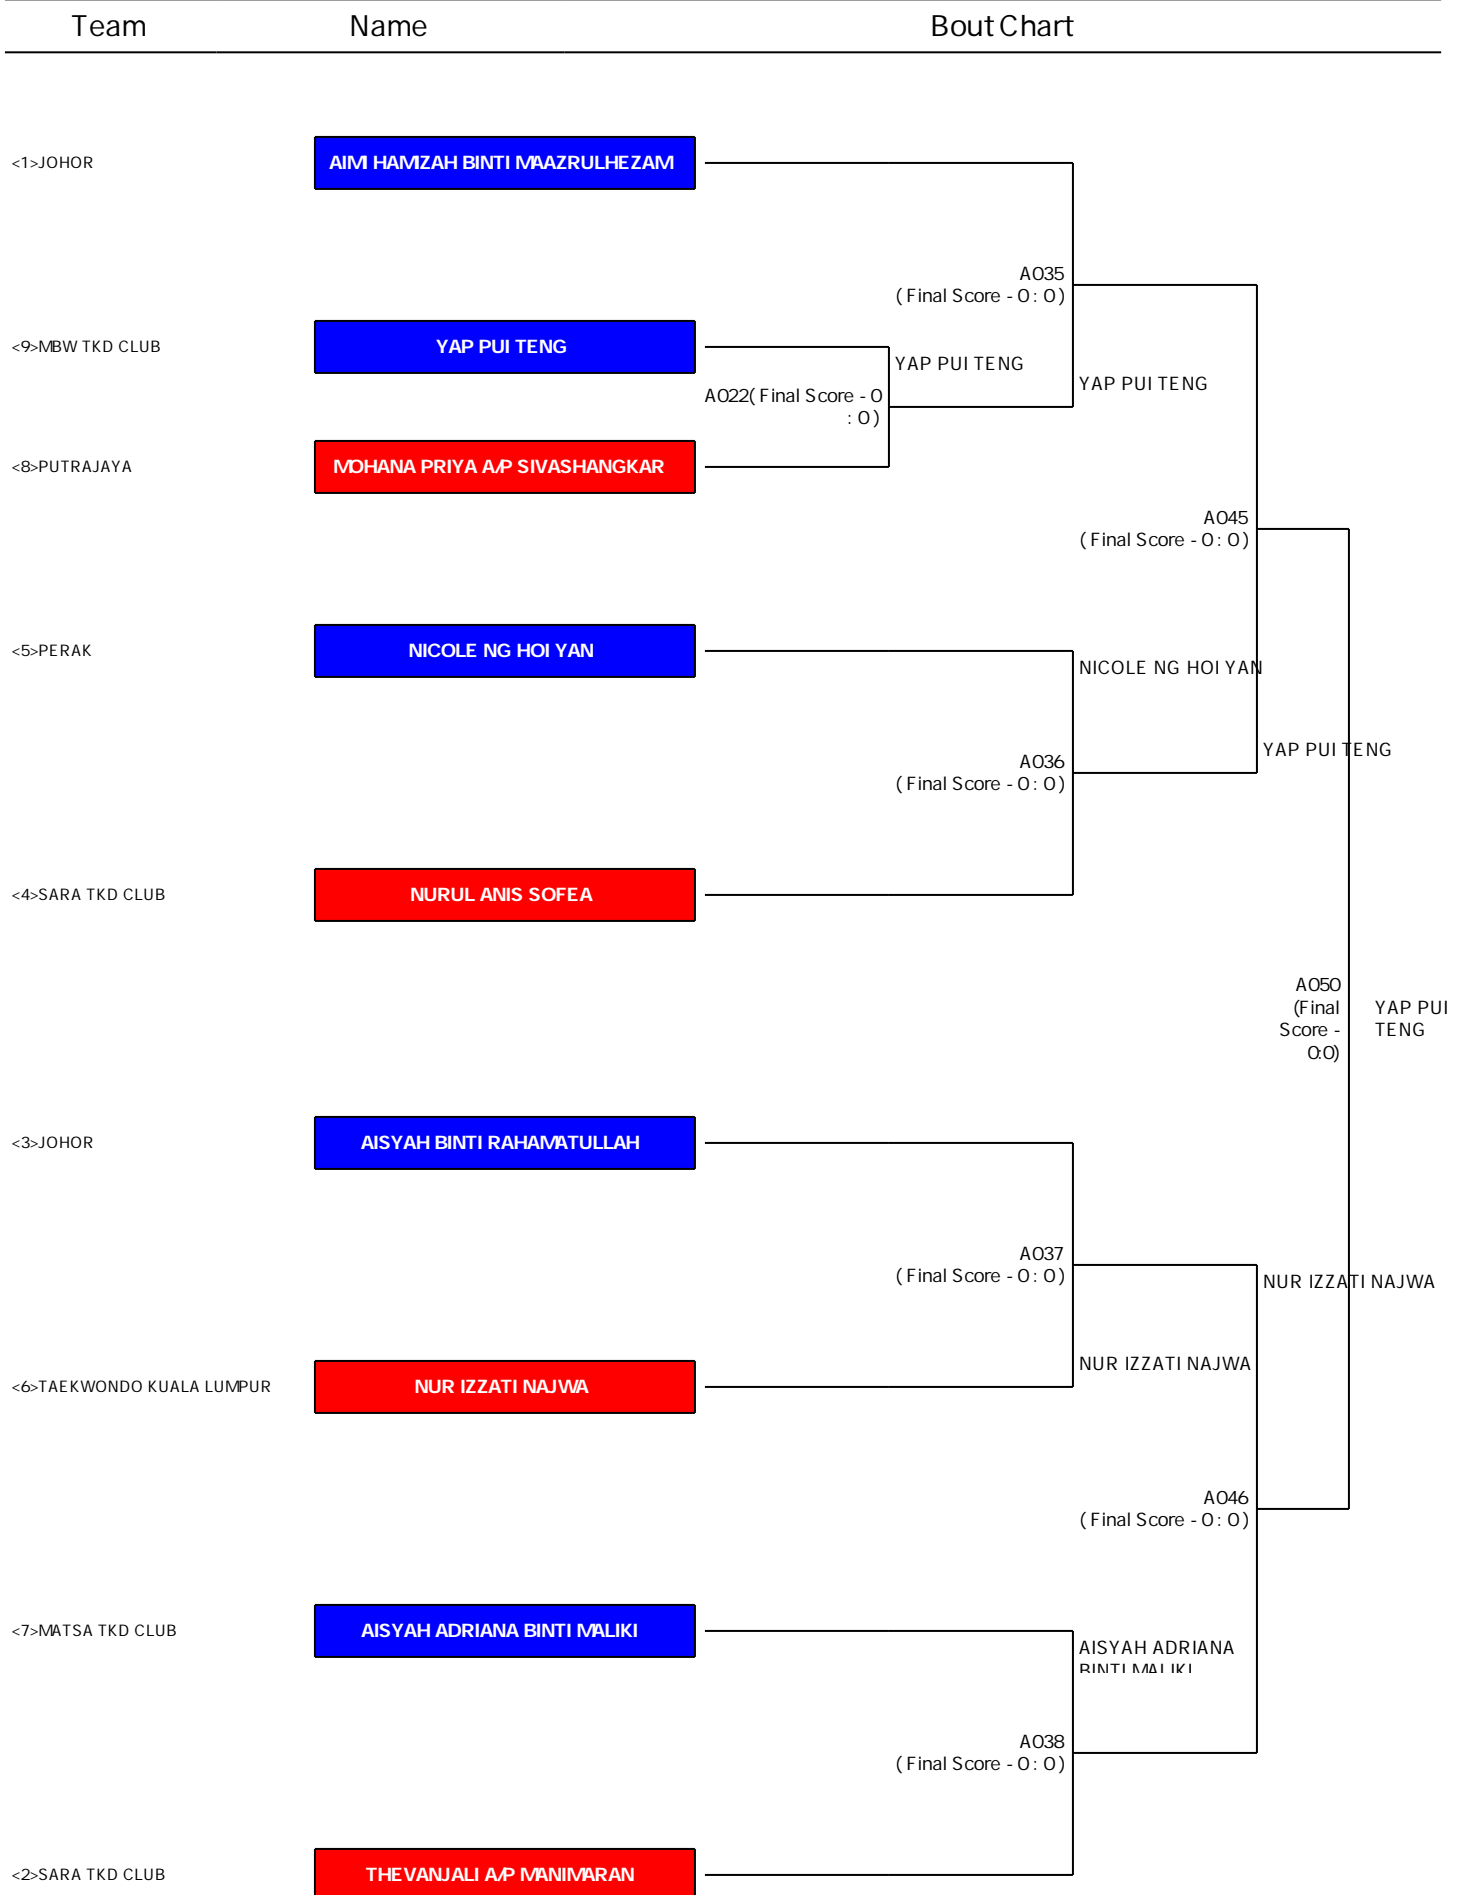 Team Name Bout Chart
<1>JOHOR AIMI HAMIZAH BINTI MAAZRULHEZAM
A035
( Final Score - 0 : 0 )
<9>MBW TKD CLUB YAP PUI TENG
YAP PUI TENG
YAP PUI TENG
A022( Final Score - 0
: 0 )
<8>PUTRAJAYA MOHANA PRIYA A/P SIVASHANGKAR
A045
( Final Score - 0 : 0 )
<5>PERAK NICOLE NG HOI YAN
NICOLE NG HOI YAN
YAP PUI TENG
A036
( Final Score - 0 : 0 )
<4>SARA TKD CLUB NURUL ANIS SOFEA
A050
(Final
Score -
0:0)
YAP PUI
TENG
<3>JOHOR AISYAH BINTI RAHAMATULLAH
A037
( Final Score - 0 : 0 )
NUR IZZATI NAJWA
NUR IZZATI NAJWA
<6>TAEKWONDO KUALA LUMPUR NUR IZZATI NAJWA
A046
( Final Score - 0 : 0 )
<7>MATSA TKD CLUB AISYAH ADRIANA BINTI MALIKI
AISYAH ADRIANA
BINTI MALIKI
A038
( Final Score - 0 : 0 )
<2>SARA TKD CLUB THEVANJALI A/P MANIMARAN